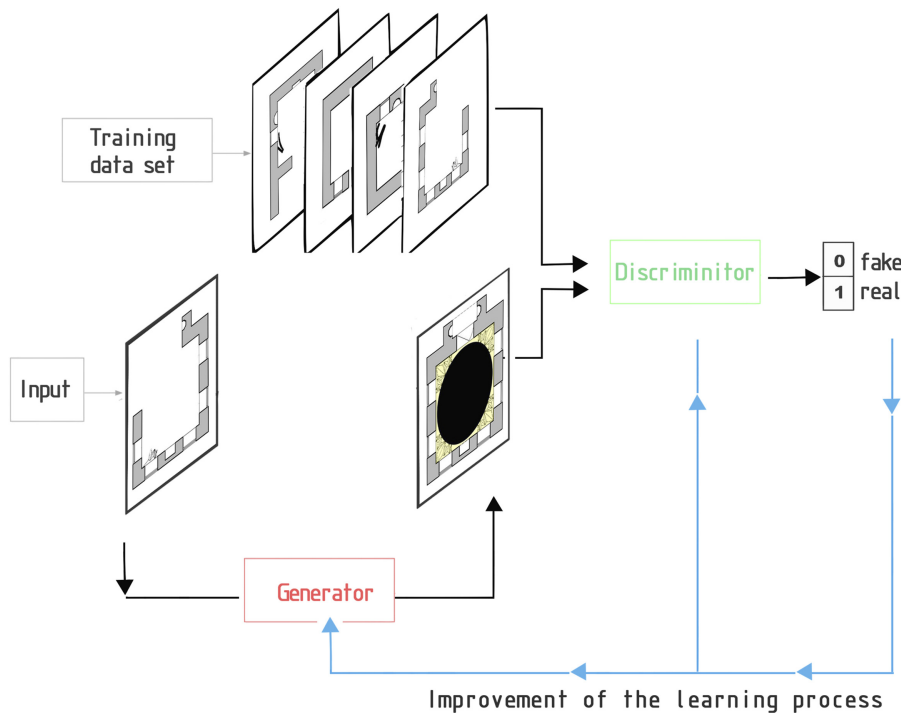 Training
data set
Discriminitor
0 fake
1 real
Input
Generator
Improvement of the learning process